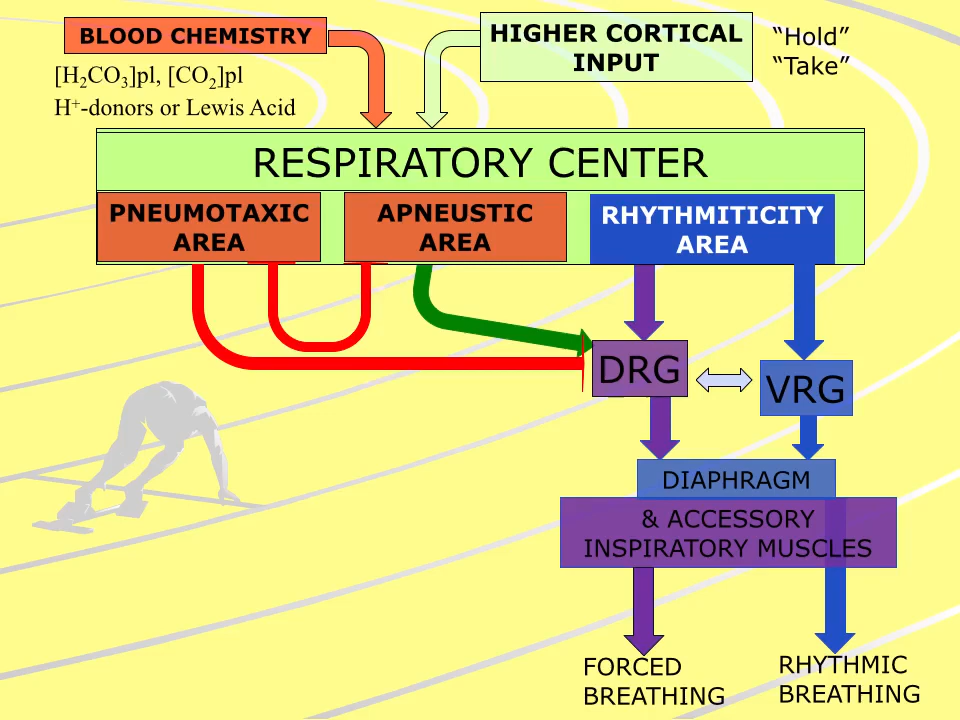 BLOOD CHEMISTRY
[H₂CO₃]pl, [CO₂]pl
H⁺-donors or Lewis Acid
HIGHER CORTICAL
INPUT
“Hold”
“Take”
RESPIRATORY CENTER
PNEUMOTAXIC
AREA
APNEUSTIC
AREA
RHYTHMITICITY
AREA
DRG
VRG
DIAPHRAGM
& ACCESSORY
INSPIRATORY MUSCLES
FORCED
BREATHING
RHYTHMIC
BREATHING